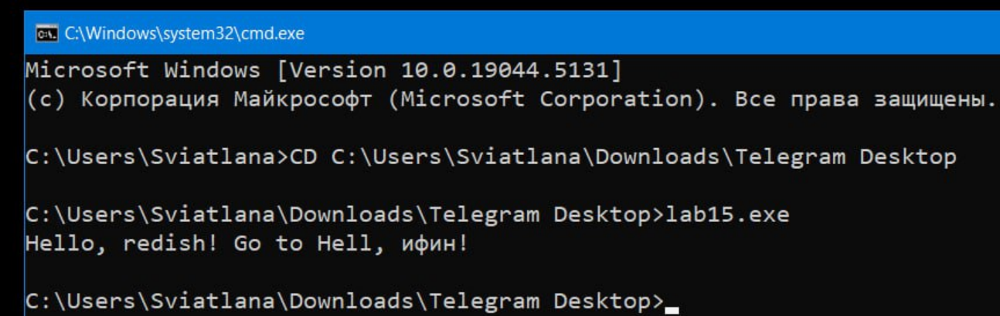 C:\Windows\system32\cmd.exe
Microsoft Windows [Version 10.0.19044.5131]
(c) Корпорация Майкрософт (Microsoft Corporation). Все права защищены.
C:\Users\Sviatlana>CD C:\Users\Sviatlana\Downloads\Telegram Desktop
C:\Users\Sviatlana\Downloads\Telegram Desktop>lab15.exe
Hello, redish! Go to Hell, ифин!
C:\Users\Sviatlana\Downloads\Telegram Desktop>